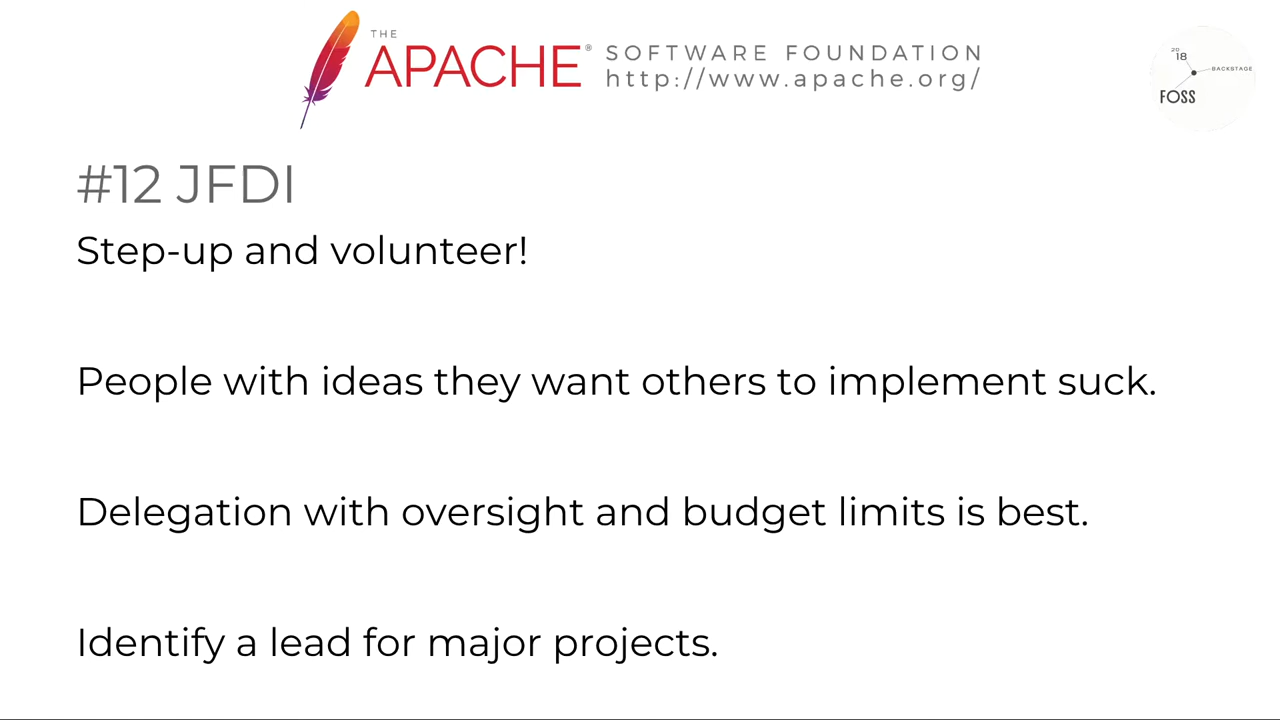 THE
APACHE®
SOFTWARE FOUNDATION
http://www.apache.org/
20
18
BACKSTAGE
FOSS
#12 JFDI
Step-up and volunteer!
People with ideas they want others to implement suck.
Delegation with oversight and budget limits is best.
Identify a lead for major projects.